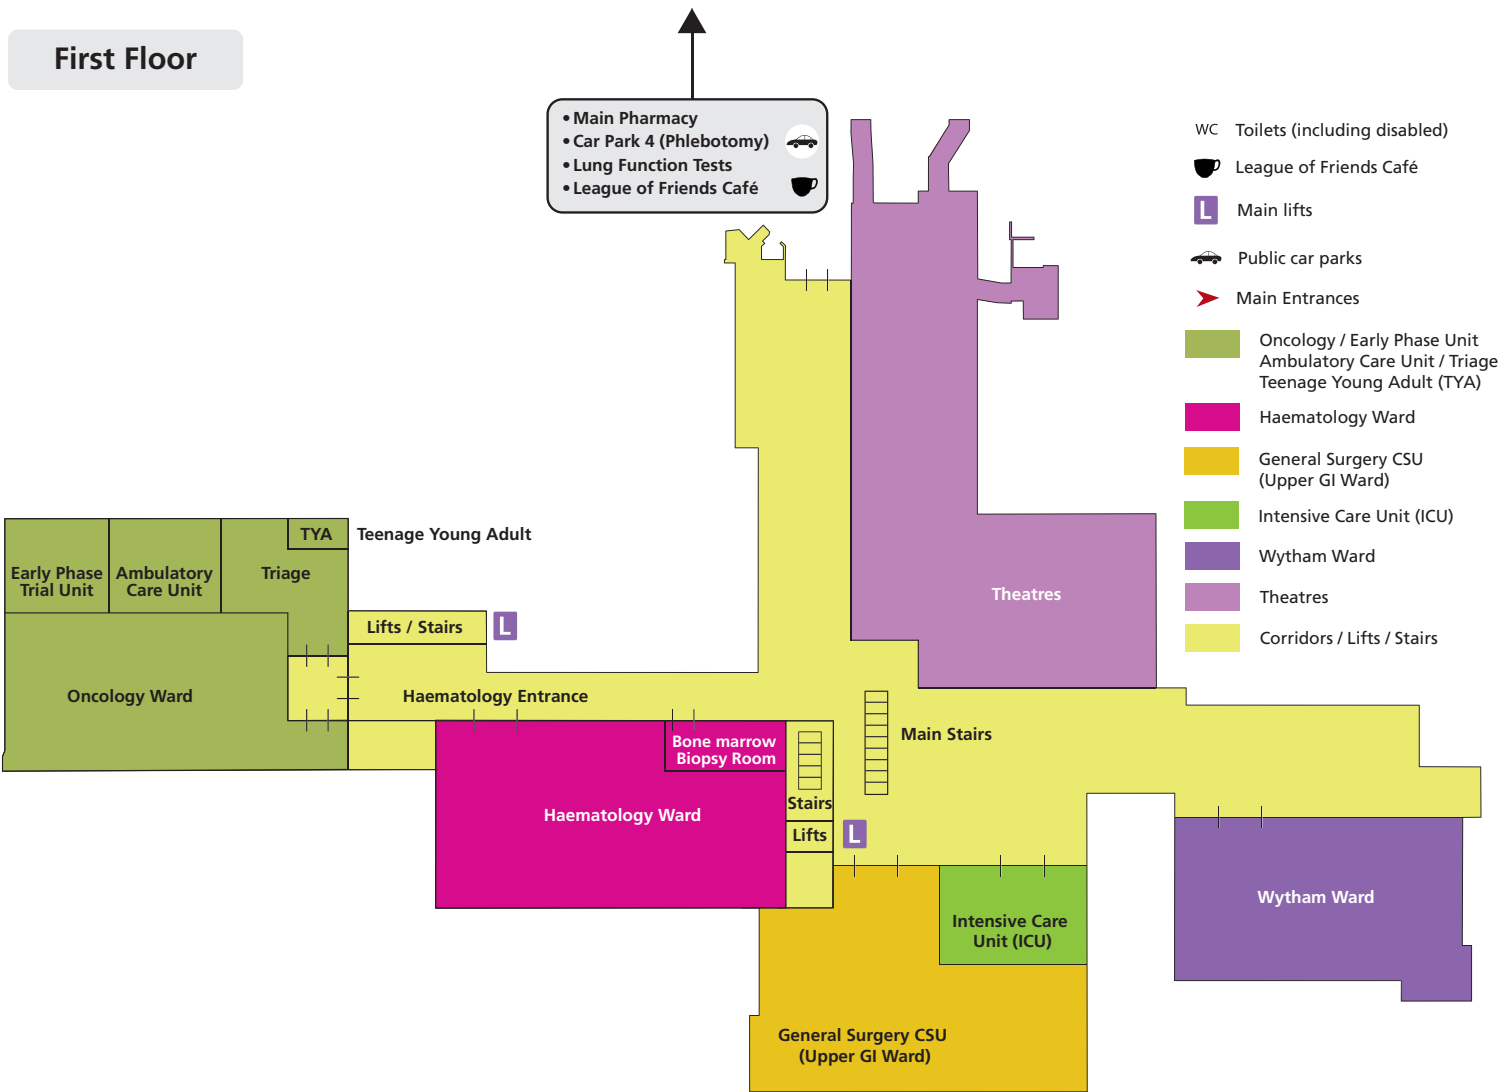 First Floor
• Main Pharmacy
• Car Park 4 (Phlebotomy)
• Lung Function Tests
• League of Friends Café
WC Toilets (including disabled)
League of Friends Café
L Main lifts
Public car parks
Main Entrances
Oncology / Early Phase Unit
Ambulatory Care Unit / Triage
Teenage Young Adult (TYA)
Haematology Ward
General Surgery CSU
(Upper GI Ward)
Intensive Care Unit (ICU)
Wytham Ward
Theatres
Corridors / Lifts / Stairs
TYA
Teenage Young Adult
Early Phase
Trial Unit
Ambulatory
Care Unit
Triage
Theatres
Lifts / Stairs
L
Oncology Ward
Haematology Entrance
Main Stairs
Bone marrow
Biopsy Room
Stairs
Haematology Ward
Lifts
L
Wytham Ward
Intensive Care
Unit (ICU)
General Surgery CSU
(Upper GI Ward)